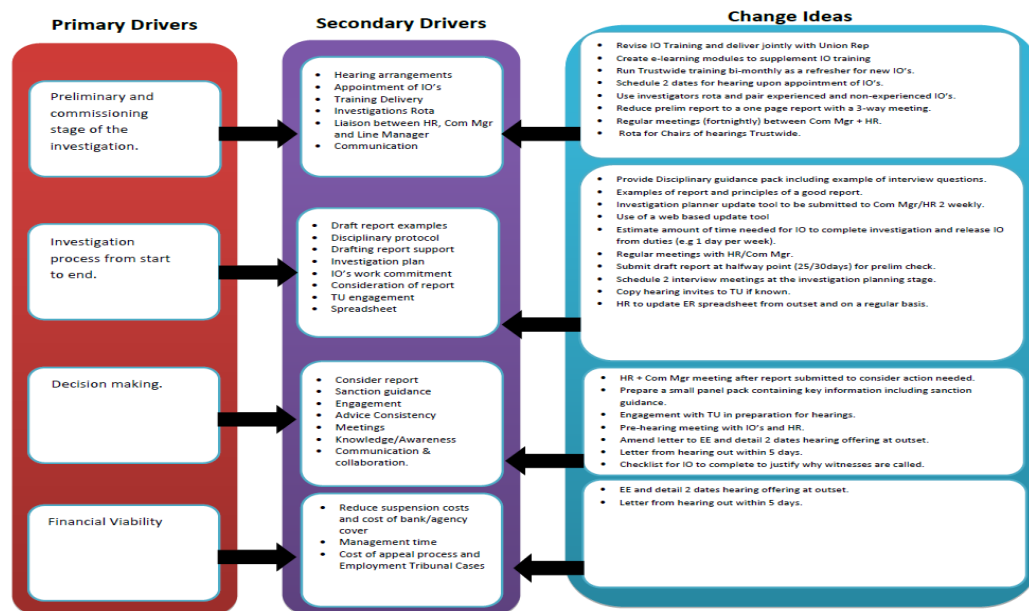 Primary Drivers
Secondary Drivers
Change Ideas
Preliminary and
commissioning
stage of the
investigation.
• Hearing arrangements
• Appointment of IO's
• Training Delivery
• Investigations Rota
• Liaison between HR, Com Mgr
and Line Manager
• Communication
• Revise IO Training and deliver jointly with Union Rep
• Create e-learning modules to supplement IO training
• Run Trustwide training bi-monthly as a refresher for new IO's.
• Schedule 2 dates for hearing upon appointment of IO's.
• Use investigators rota and pair experienced and non-experienced IO's.
• Reduce prelim report to a one page report with a 3-way meeting.
• Regular meetings (fortnightly) between Com Mgr + HR.
• Rota for Chairs of hearings Trustwide.
Investigation
process from start
to end.
• Draft report examples
• Disciplinary protocol
• Drafting report support
• Investigation plan
• IO's work commitment
• Consideration of report
• TU engagement
• Spreadsheet
• Provide Disciplinary guidance pack including example of interview questions.
• Examples of report and principles of a good report.
• Investigation planner update tool to be submitted to Com Mgr/HR 2 weekly.
• Use of a web based update tool
• Estimate amount of time needed for IO to complete investigation and release IO
from duties (e.g 1 day per week).
• Regular meetings with HR/Com Mgr.
• Submit draft report at halfway point (25/30days) for prelim check.
• Schedule 2 interview meetings at the investigation planning stage.
• Copy hearing invites to TU if known.
• HR to update ER spreadsheet from outset and on a regular basis.
Decision making.
• Consider report
• Sanction guidance
• Engagement
• Advice Consistency
• Meetings
• Knowledge/Awareness
• Communication &
collaboration.
• HR + Com Mgr meeting after report submitted to consider action needed.
• Prepare a small panel pack containing key information including sanction
guidance.
• Engagement with TU in preparation for hearings.
• Pre-hearing meeting with IO's and HR.
• Amend letter to EE and detail 2 dates hearing offering at outset.
• Letter from hearing out within 5 days.
• Checklist for IO to complete to justify why witnesses are called.
Financial Viability
• Reduce suspension costs
and cost of bank/agency
cover
• Management time
• Cost of appeal process and
Employment Tribunal Cases
• EE and detail 2 dates hearing offering at outset.
• Letter from hearing out within 5 days.